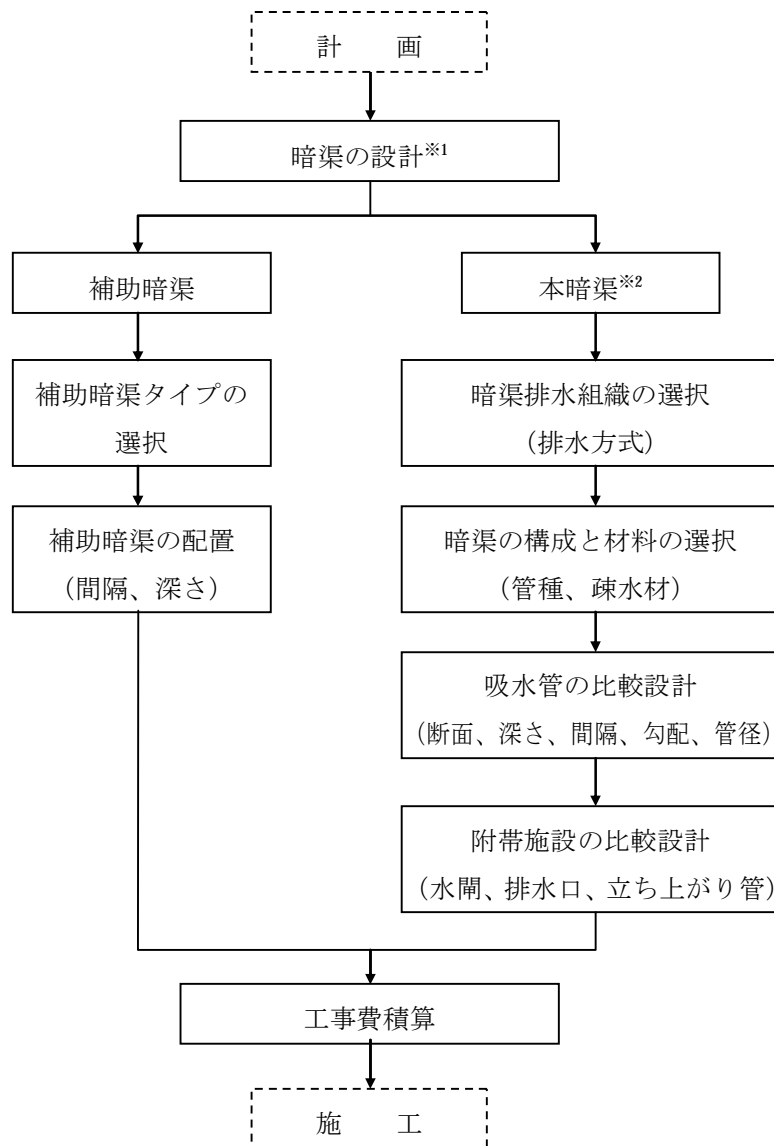 計　　画
暗渠の設計※1
補助暗渠
本暗渠※2
補助暗渠タイプの
選択
暗渠排水組織の選択
（排水方式）
補助暗渠の配置
（間隔、深さ）
暗渠の構成と材料の選択
（管種、疎水材）
吸水管の比較設計
（断面、深さ、間隔、勾配、管径）
附帯施設の比較設計
（水閘、排水口、立ち上がり管）
工事費積算
施　　工